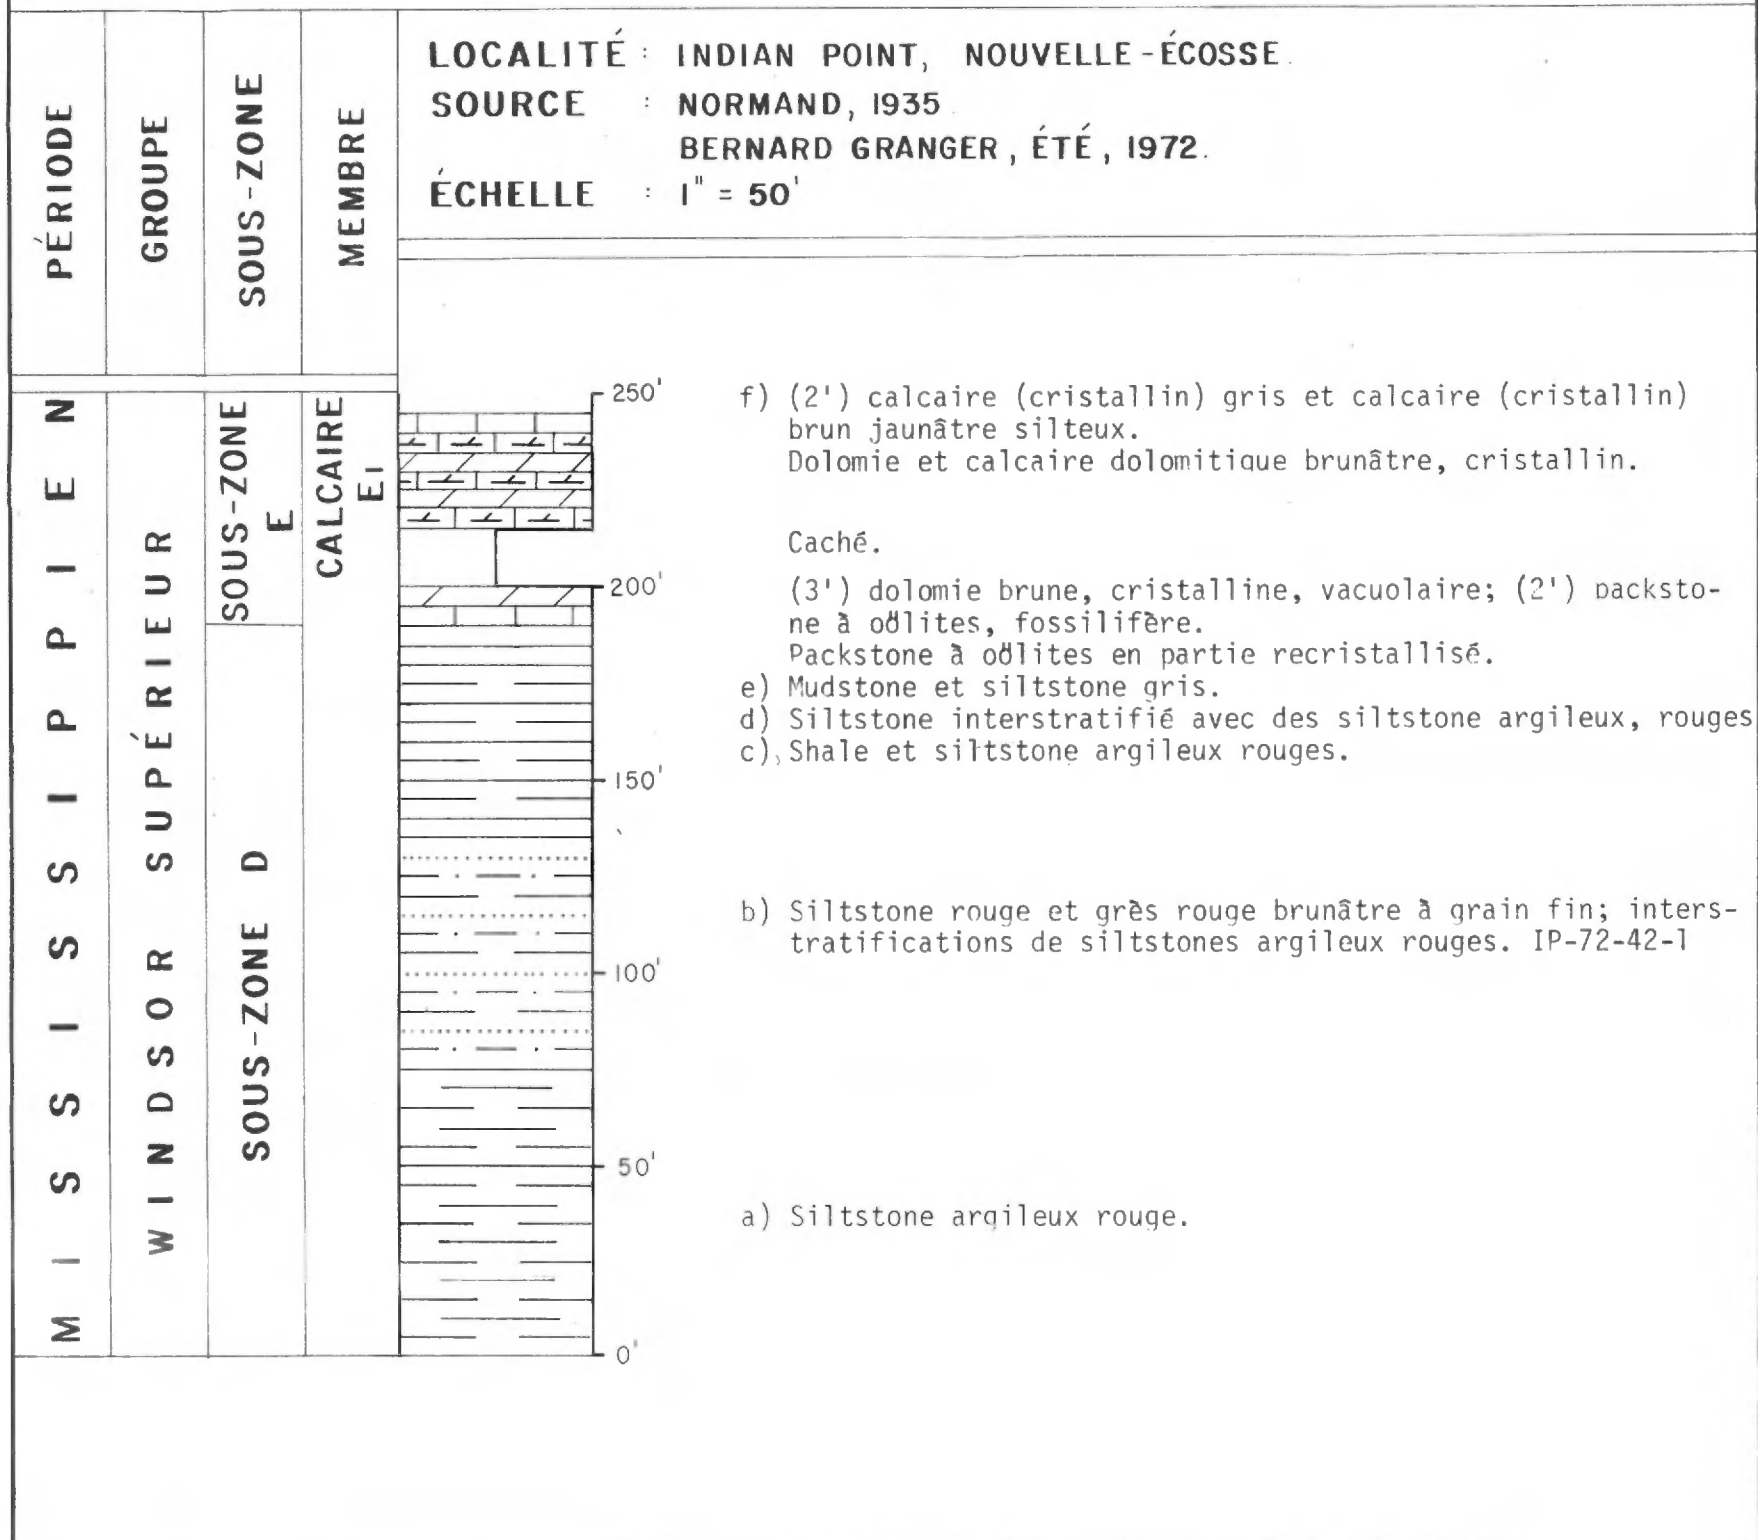 PÉRIODE
GROUPE
SOUS-ZONE
MEMBRE
LOCALITÉ : INDIAN POINT, NOUVELLE-ÉCOSSE.
SOURCE : NORMAND, 1935
BERNARD GRANGER, ÉTÉ, 1972.
ÉCHELLE : 1" = 50'
MISSISSIPPIEN
WINDSOR SUPÉRIEUR
SOUS-ZONE
E
SOUS-ZONE D
CALCAIRE
E1
250'
200'
150'
100'
50'
0'
f) (2') calcaire (cristallin) gris et calcaire (cristallin)
brun jaunâtre silteux.
Dolomie et calcaire dolomitique brunâtre, cristallin.
Caché.
(3') dolomie brune, cristalline, vacuolaire; (2') packsto-
ne à oölites, fossilifère.
Packstone à oölites en partie recristallisé.
e) Mudstone et siltstone gris.
d) Siltstone interstratifié avec des siltstone argileux, rouges
c) Shale et siltstone argileux rouges.
b) Siltstone rouge et grès rouge brunâtre à grain fin; inters-
tratifications de siltstones argileux rouges. IP-72-42-1
a) Siltstone argileux rouge.